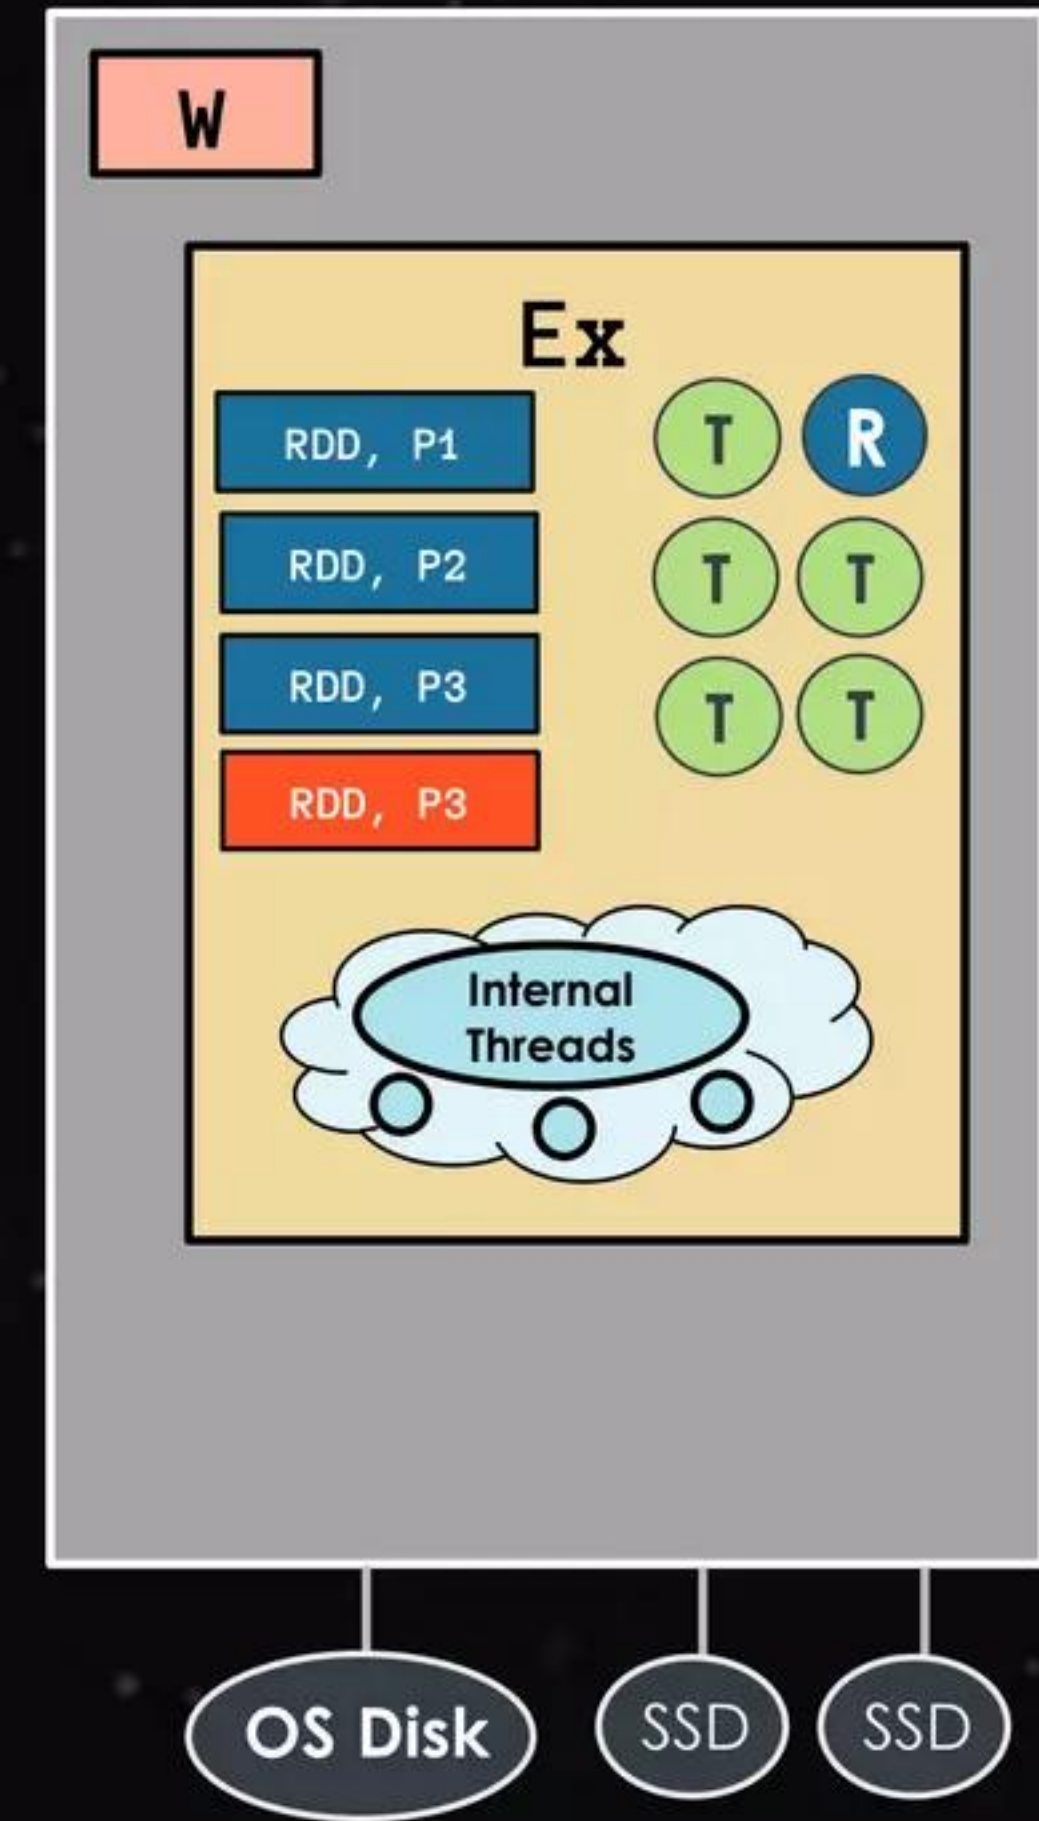 W
Ex
RDD, P1
T
R
RDD, P2
T
T
RDD, P3
T
T
RDD, P3
Internal
Threads
OS Disk
SSD
SSD